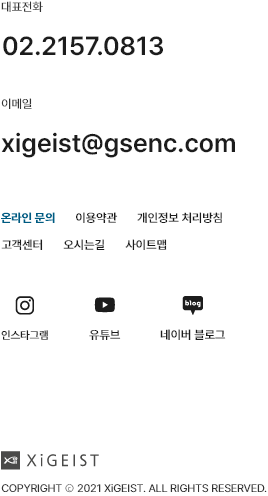 대표전화
02.2157.0813
이메일
xigeist@gsenc.com
온라인 문의 이용약관 개인정보 처리방침
고객센터 오시는길 사이트맵
blog
인스타그램 유튜브 네이버 블로그
XiGEIST
COPYRIGHT © 2021 XiGEIST. ALL RIGHTS RESERVED.